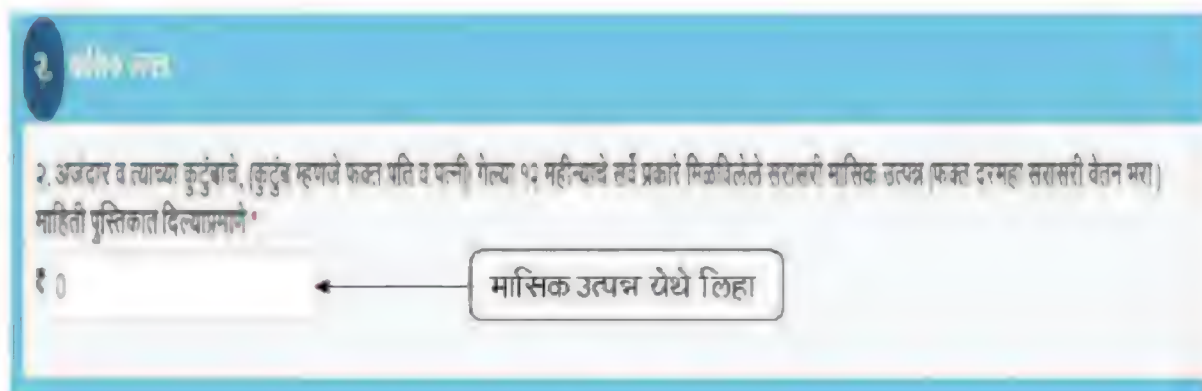 २.
२. अर्जदार व त्याच्या कुटुंबाचे, (कुटुंब म्हणजे फक्त पति व पत्नी) गेल्या १२ महीन्याचे सर्व प्रकारे मिळविलेले सरासरी मासिक उत्पन्न (फक्त दरमहा सरासरी वेतन भरा)
माहिती पुस्तिकात दिल्याप्रमाणे *
₹ 0
मासिक उत्पन्न येथे लिहा